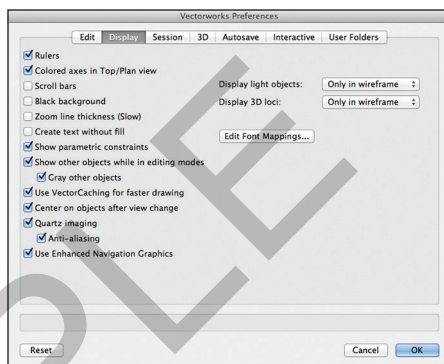 Vectorworks Preferences
Edit Display Session 3D Autosave Interactive User Folders
Rulers
Colored axes in Top/Plan view
Scroll bars
Black background
Zoom line thickness (Slow)
Create text without fill
Show parametric constraints
Show other objects while in editing modes
Gray other objects
Use VectorCaching for faster drawing
Center on objects after view change
Quartz imaging
Anti-aliasing
Use Enhanced Navigation Graphics
Display light objects: Only in wireframe
Display 3D loci: Only in wireframe
Edit Font Mappings...
Reset Cancel OK
PLE